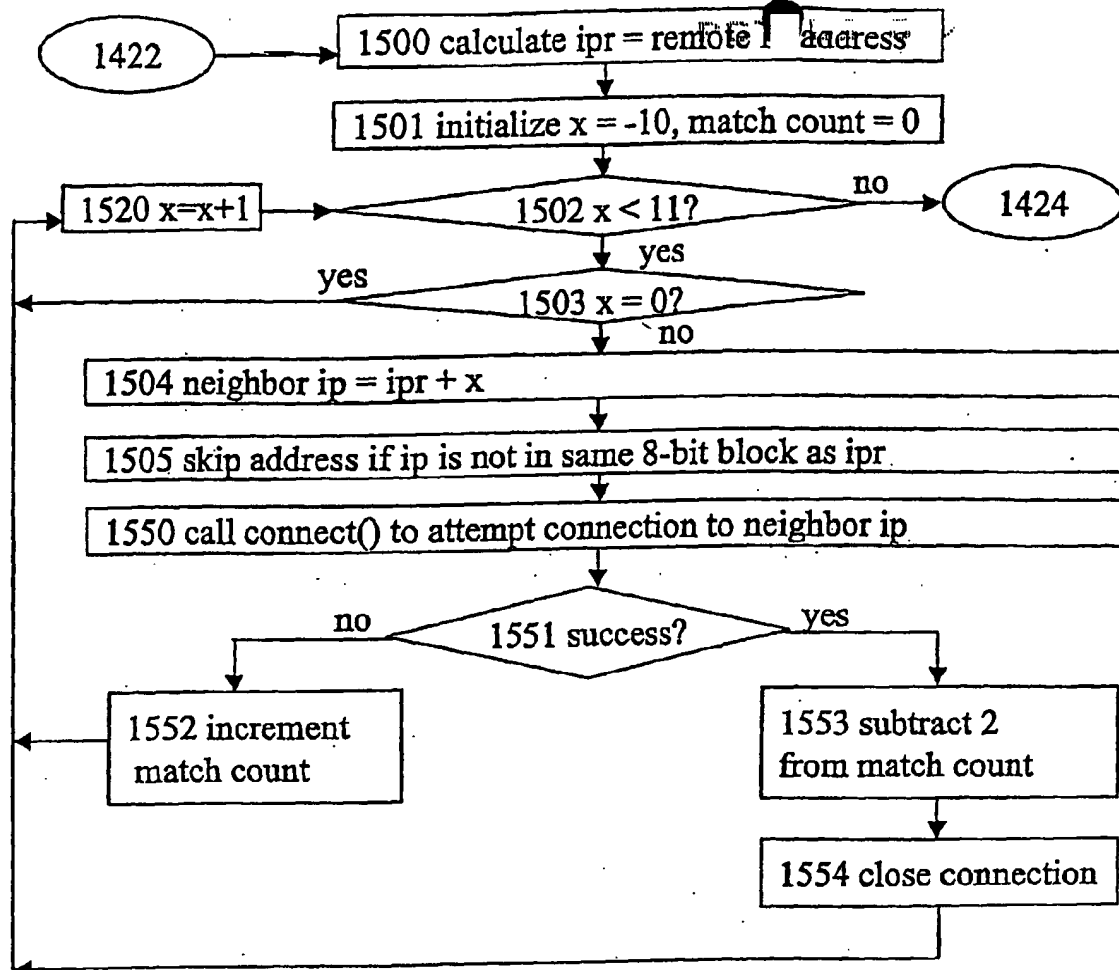 1422
1500 calculate ipr = remote address
1501 initialize x = -10, match count = 0
1520 x=x+1
1502 x < 11?
no
1424
yes
yes
1503 x = 0?
no
1504 neighbor ip = ipr + x
1505 skip address if ip is not in same 8-bit block as ipr
1550 call connect() to attempt connection to neighbor ip
no
1551 success?
yes
1552 increment
match count
1553 subtract 2
from match count
1554 close connection